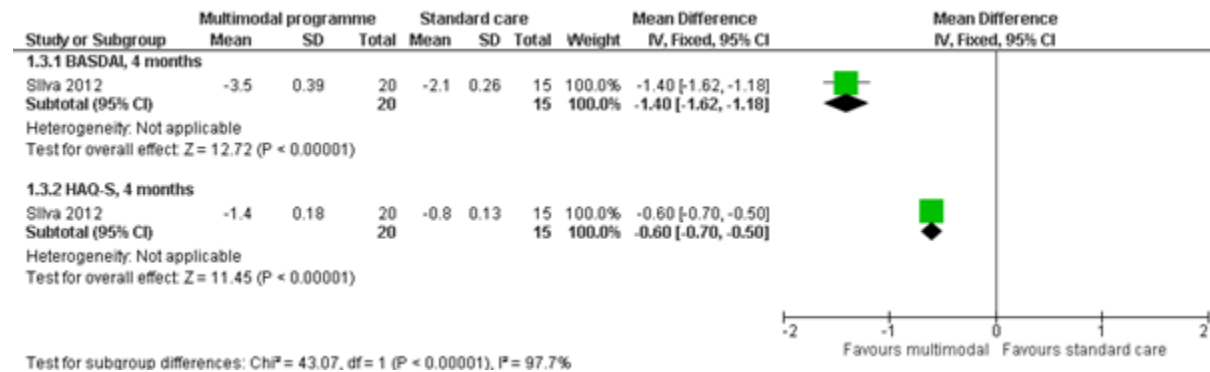 Multimodal programme Standard care Mean Difference Mean Difference
Study or Subgroup Mean SD Total Mean SD Total Weight IV, Fixed, 95% CI IV, Fixed, 95% CI
1.3.1 BASDAI, 4 months
Silva 2012 -3.5 0.39 20 -2.1 0.26 15 100.0% -1.40 [-1.62, -1.18]
Subtotal (95% CI) 20 15 100.0% -1.40 [-1.62, -1.18]
Heterogeneity: Not applicable
Test for overall effect: Z = 12.72 (P < 0.00001)
1.3.2 HAQ-S, 4 months
Silva 2012 -1.4 0.18 20 -0.8 0.13 15 100.0% -0.60 [-0.70, -0.50]
Subtotal (95% CI) 20 15 100.0% -0.60 [-0.70, -0.50]
Heterogeneity: Not applicable
Test for overall effect: Z = 11.45 (P < 0.00001)
-2 -1 0 1 2
Favours multimodal Favours standard care
Test for subgroup differences: Chi² = 43.07, df = 1 (P < 0.00001), I² = 97.7%